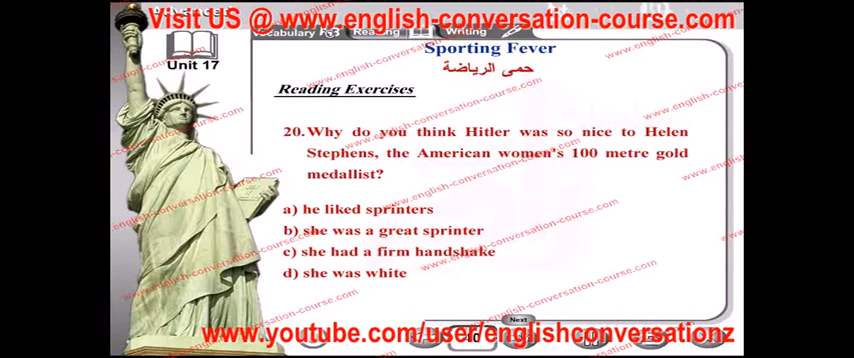 Visit US @ www.english-conversation-course.com
Reading
Writing
Unit 17
Sporting Fever
حمى الرياضة
Reading Exercises
20. Why do you think Hitler was so nice to Helen
Stephens, the American women's 100 metre gold
medallist?
a) he liked sprinters
b) she was a great sprinter
c) she had a firm handshake
d) she was white
Next
www.youtube.com/user/englishconversationz